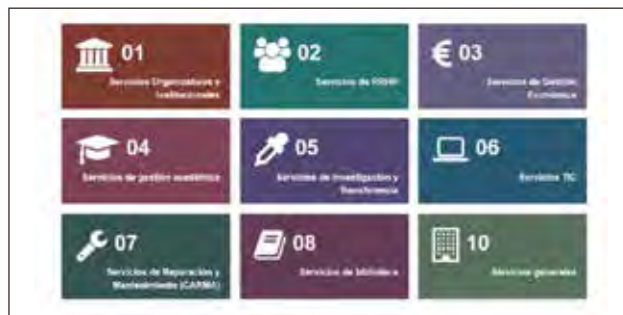 01
Servicios Organizativos e
Institucionales
02
Servicios de RRHH
€ 03
Servicios de Gestión
Económica
04
Servicios de gestión académica
05
Servicios de Investigación y
Transferencia
06
Servicios TIC
07
Servicios de Reparación y
Mantenimiento (CARMA)
08
Servicios de biblioteca
10
Servicios generales